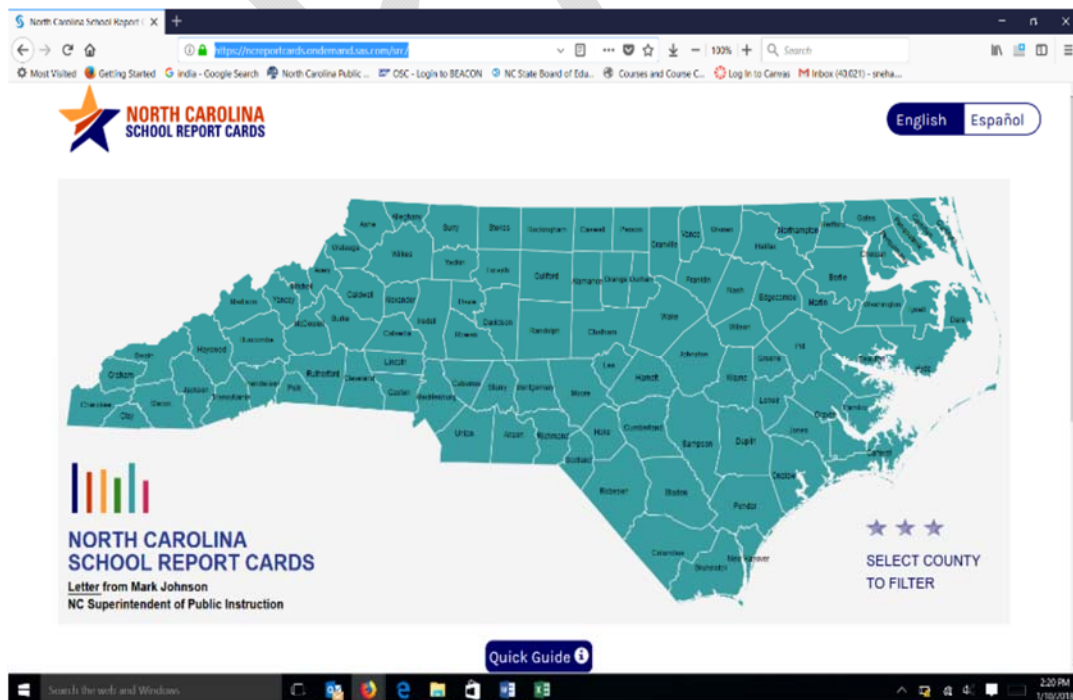 North Carolina School Report C
https://ncreportcards.ondemand.sas.com/src/
100%
Search
Most Visited Getting Started india - Google Search North Carolina Public ... OSC - Login to BEACON NC State Board of Edu... Courses and Course C... Log In to Canvas Inbox (40,021) - sneha...
NORTH CAROLINA
SCHOOL REPORT CARDS
English Español
Ashe Alleghany Surry Stokes Rockingham Caswell Person Granville Vance Warren Northampton Hertford Gates
Watauga Wilkes Yadkin Forsyth Guilford Alamance Orange Durham Franklin Halifax Bertie Chowan
Avery Mitchell Yancey Madison Caldwell Alexander Iredell Davie Davidson Randolph Chatham Wake Nash Edgecombe Martin Washington Tyrrell Dare
McDowell Burke Catawba Rowan Buncombe Haywood Swain Graham Lincoln Lee Johnston Wilson Greene Pitt Beaufort Hyde
Cherokee Clay Macon Jackson Transylvania Henderson Polk Rutherford Cleveland Gaston Mecklenburg Cabarrus Stanly Montgomery Moore Harnett Wayne Lenoir Craven Pamlico
Union Anson Richmond Hoke Cumberland Sampson Duplin Jones Carteret
Scotland Robeson Bladen Pender Onslow
Columbus Brunswick New Hanover
NORTH CAROLINA
SCHOOL REPORT CARDS
Letter from Mark Johnson
NC Superintendent of Public Instruction
SELECT COUNTY
TO FILTER
Quick Guide
Search the web and Windows
2:20 PM